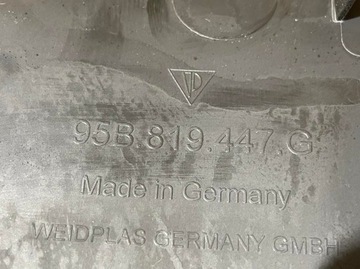 95B.819.447.G
Made in Germany
WEIDPLAS GERMANY GMBH